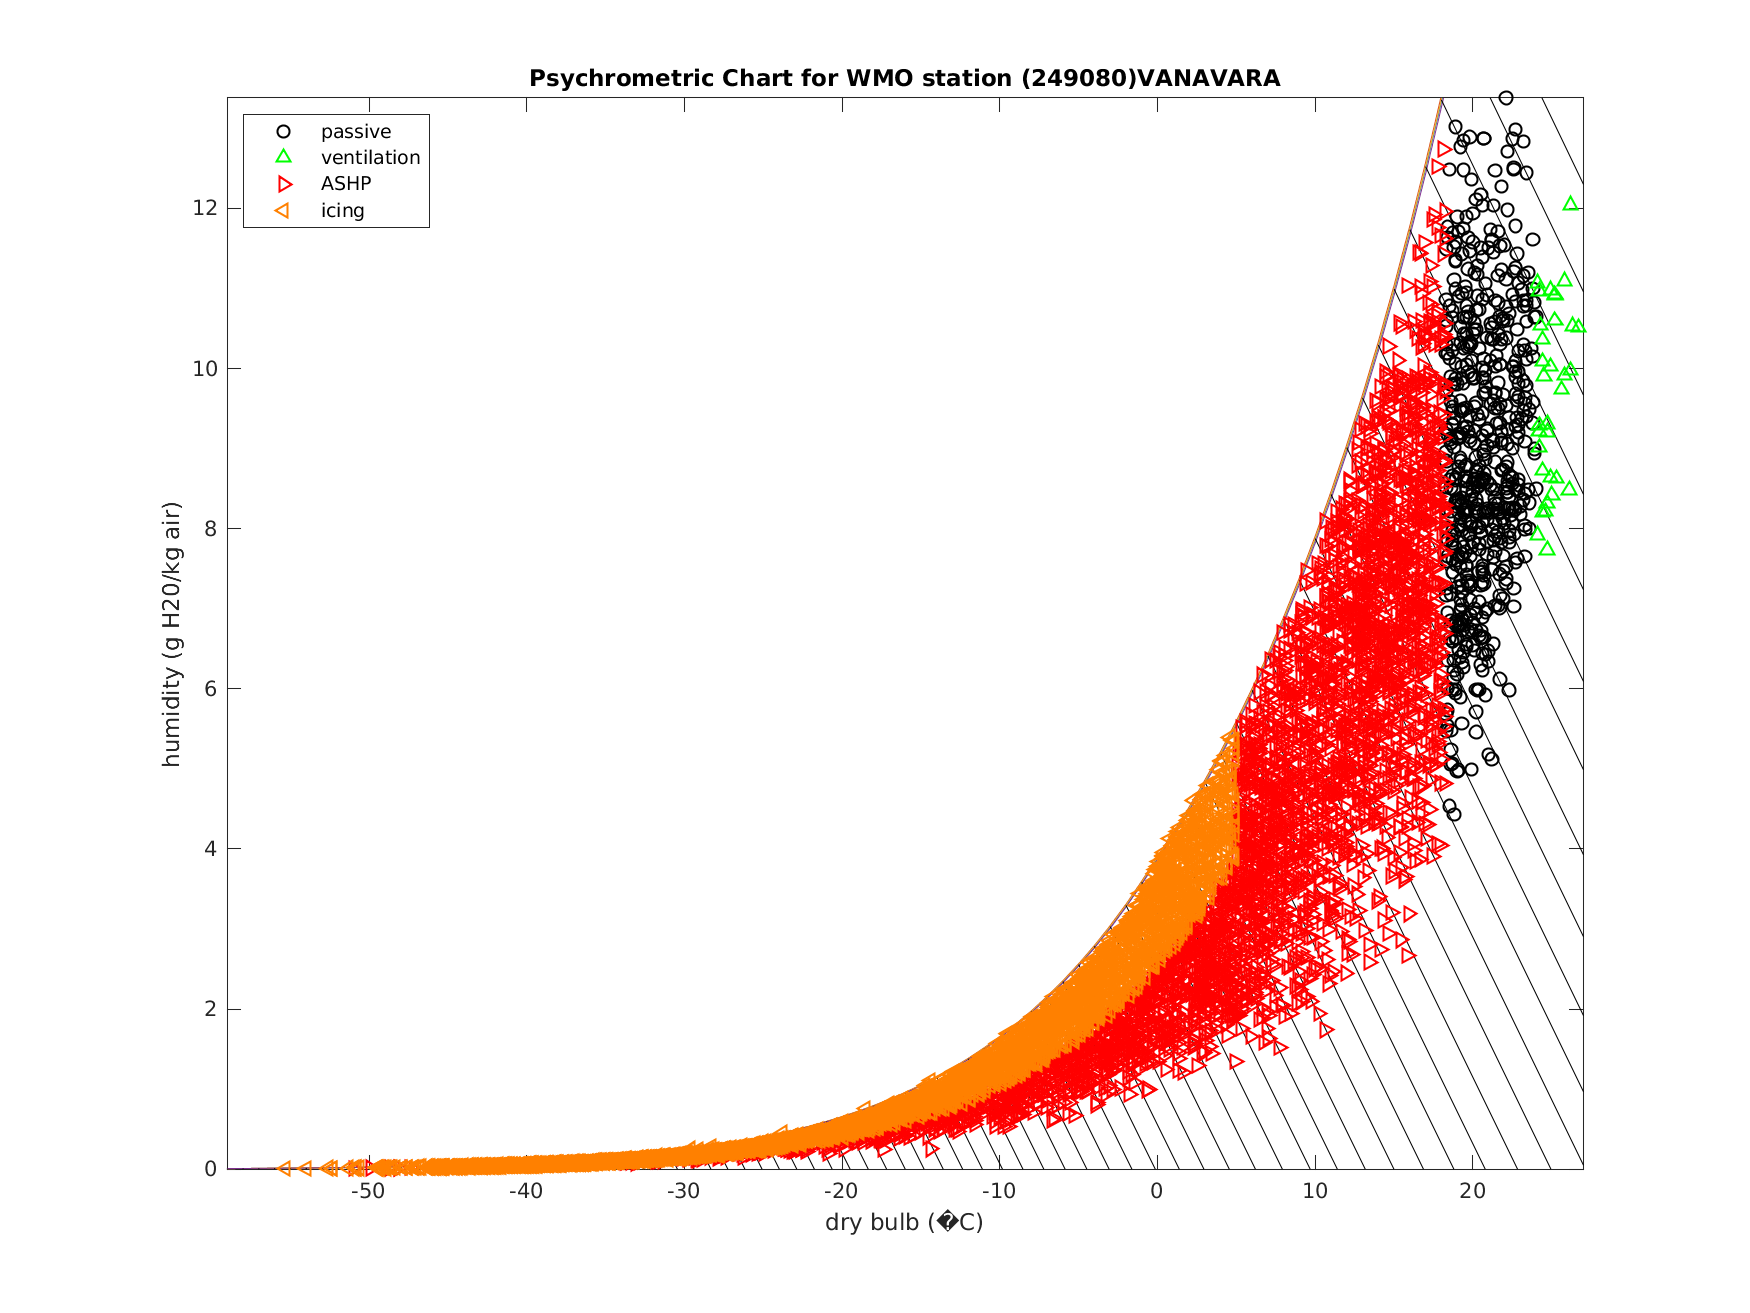 Psychrometric Chart for WMO station (249080)VANAVARA
passive
ventilation
ASHP
icing
humidity (g H20/kg air)
12
10
8
6
4
2
0
-50 -40 -30 -20 -10 0 10 20
dry bulb (�C)